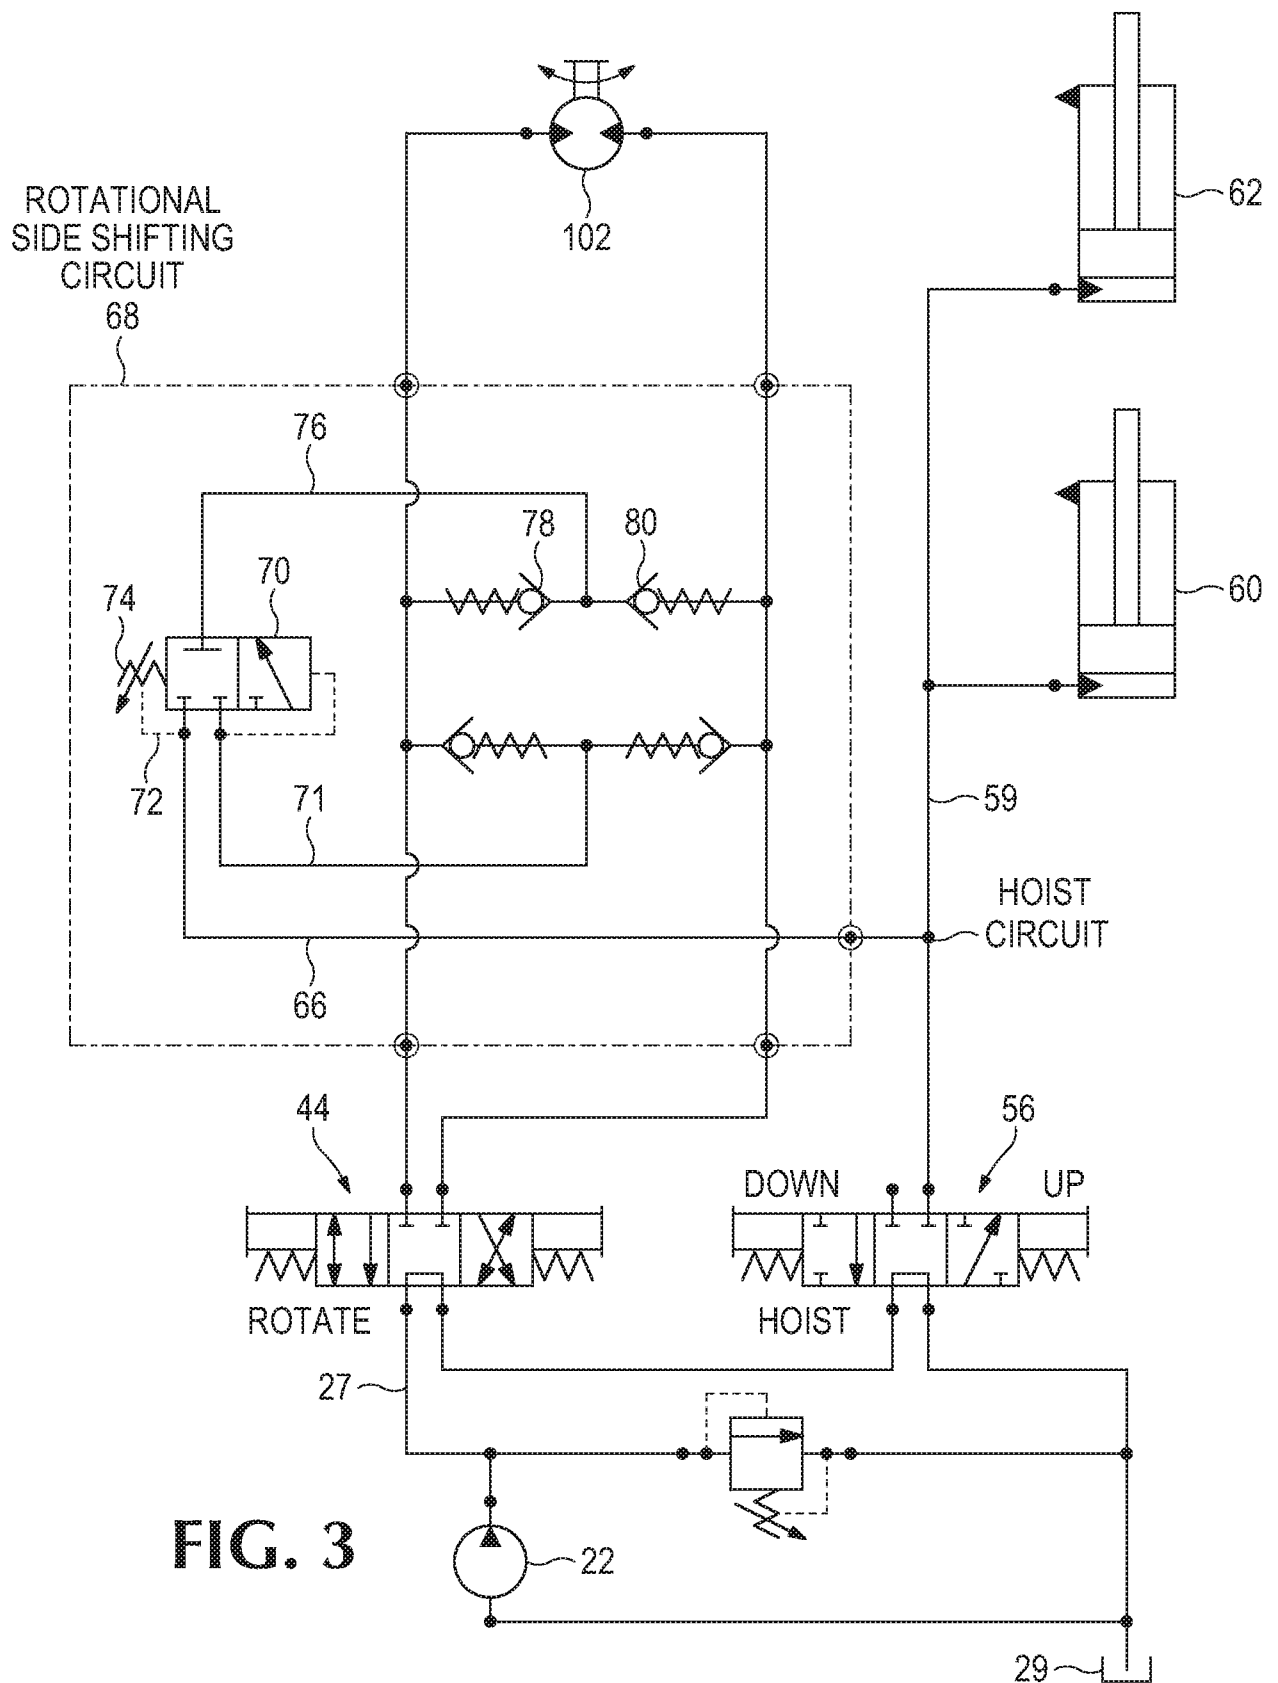 62
102
ROTATIONAL
SIDE SHIFTING
CIRCUIT
68
76
78
80
70
74
60
72
71
59
HOIST
CIRCUIT
66
44
56
DOWN
UP
ROTATE
HOIST
27
FIG. 3
22
29